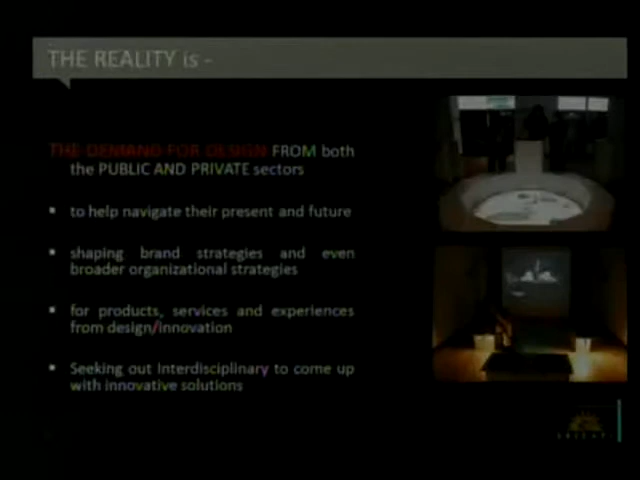 THE REALITY is -
THE DEMAND FOR DESIGN FROM both
the PUBLIC AND PRIVATE sectors
▪ to help navigate their present and future
▪ shaping brand strategies and even
broader organizational strategies
▪ for products, services and experiences
from design/innovation
▪ Seeking out Interdisciplinary to come up
with innovative solutions